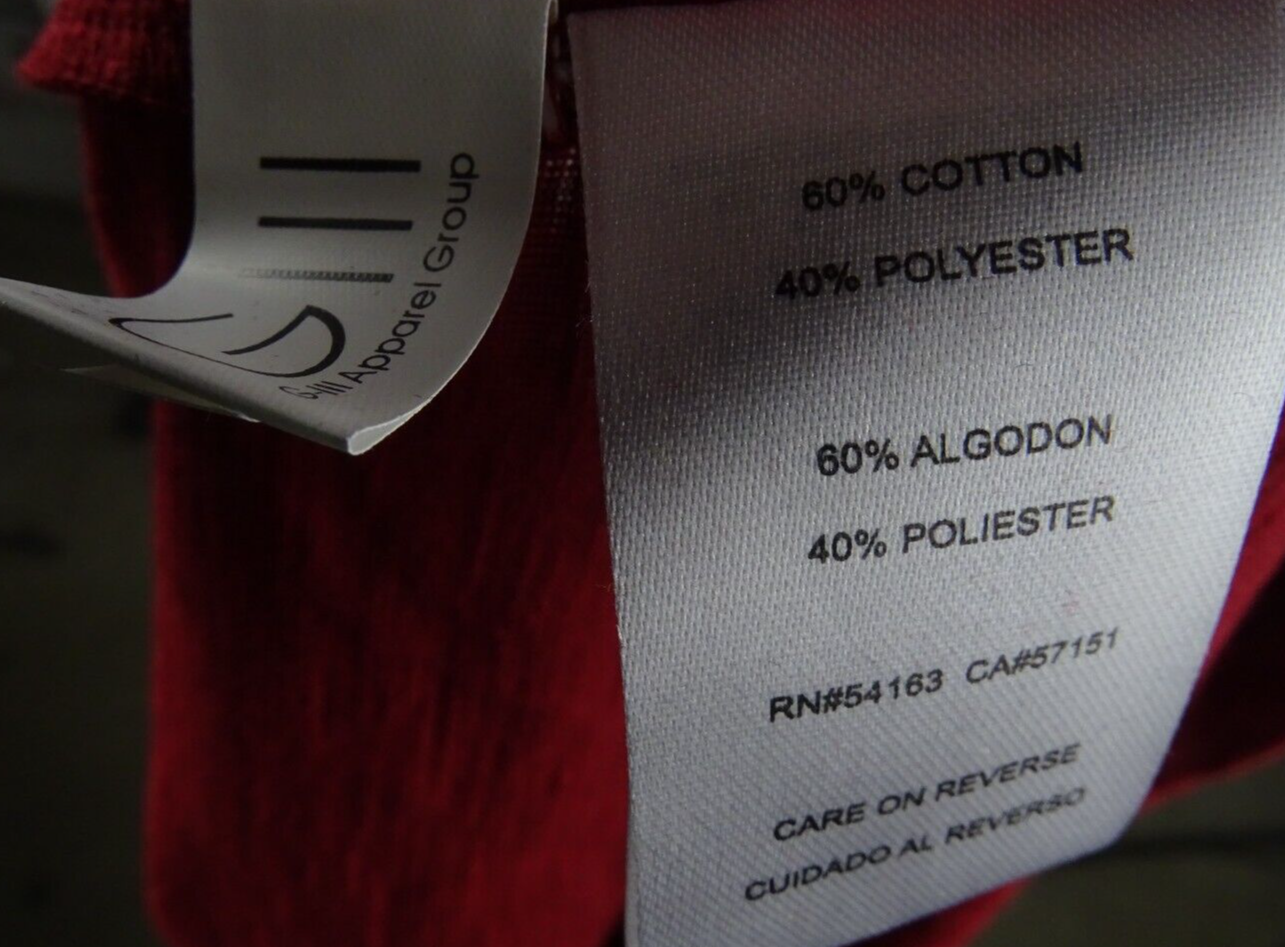 G III
G-III Apparel Group
60% COTTON
40% POLYESTER
60% ALGODON
40% POLIESTER
RN#54163 CA#57151
CARE ON REVERSE
CUIDADO AL REVERSO